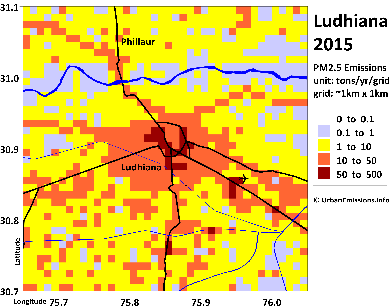 31.1
Phillaur
31.0
30.9
Ludhiana
30.8
30.7
Latitude
Longitude 75.7 75.8 75.9 76.0
Ludhiana
2015
PM2.5 Emissions
unit: tons/yr/grid
grid: ~1km x 1km
0 to 0.1
0.1 to 1
1 to 10
10 to 50
50 to 500
UrbanEmissions.Info